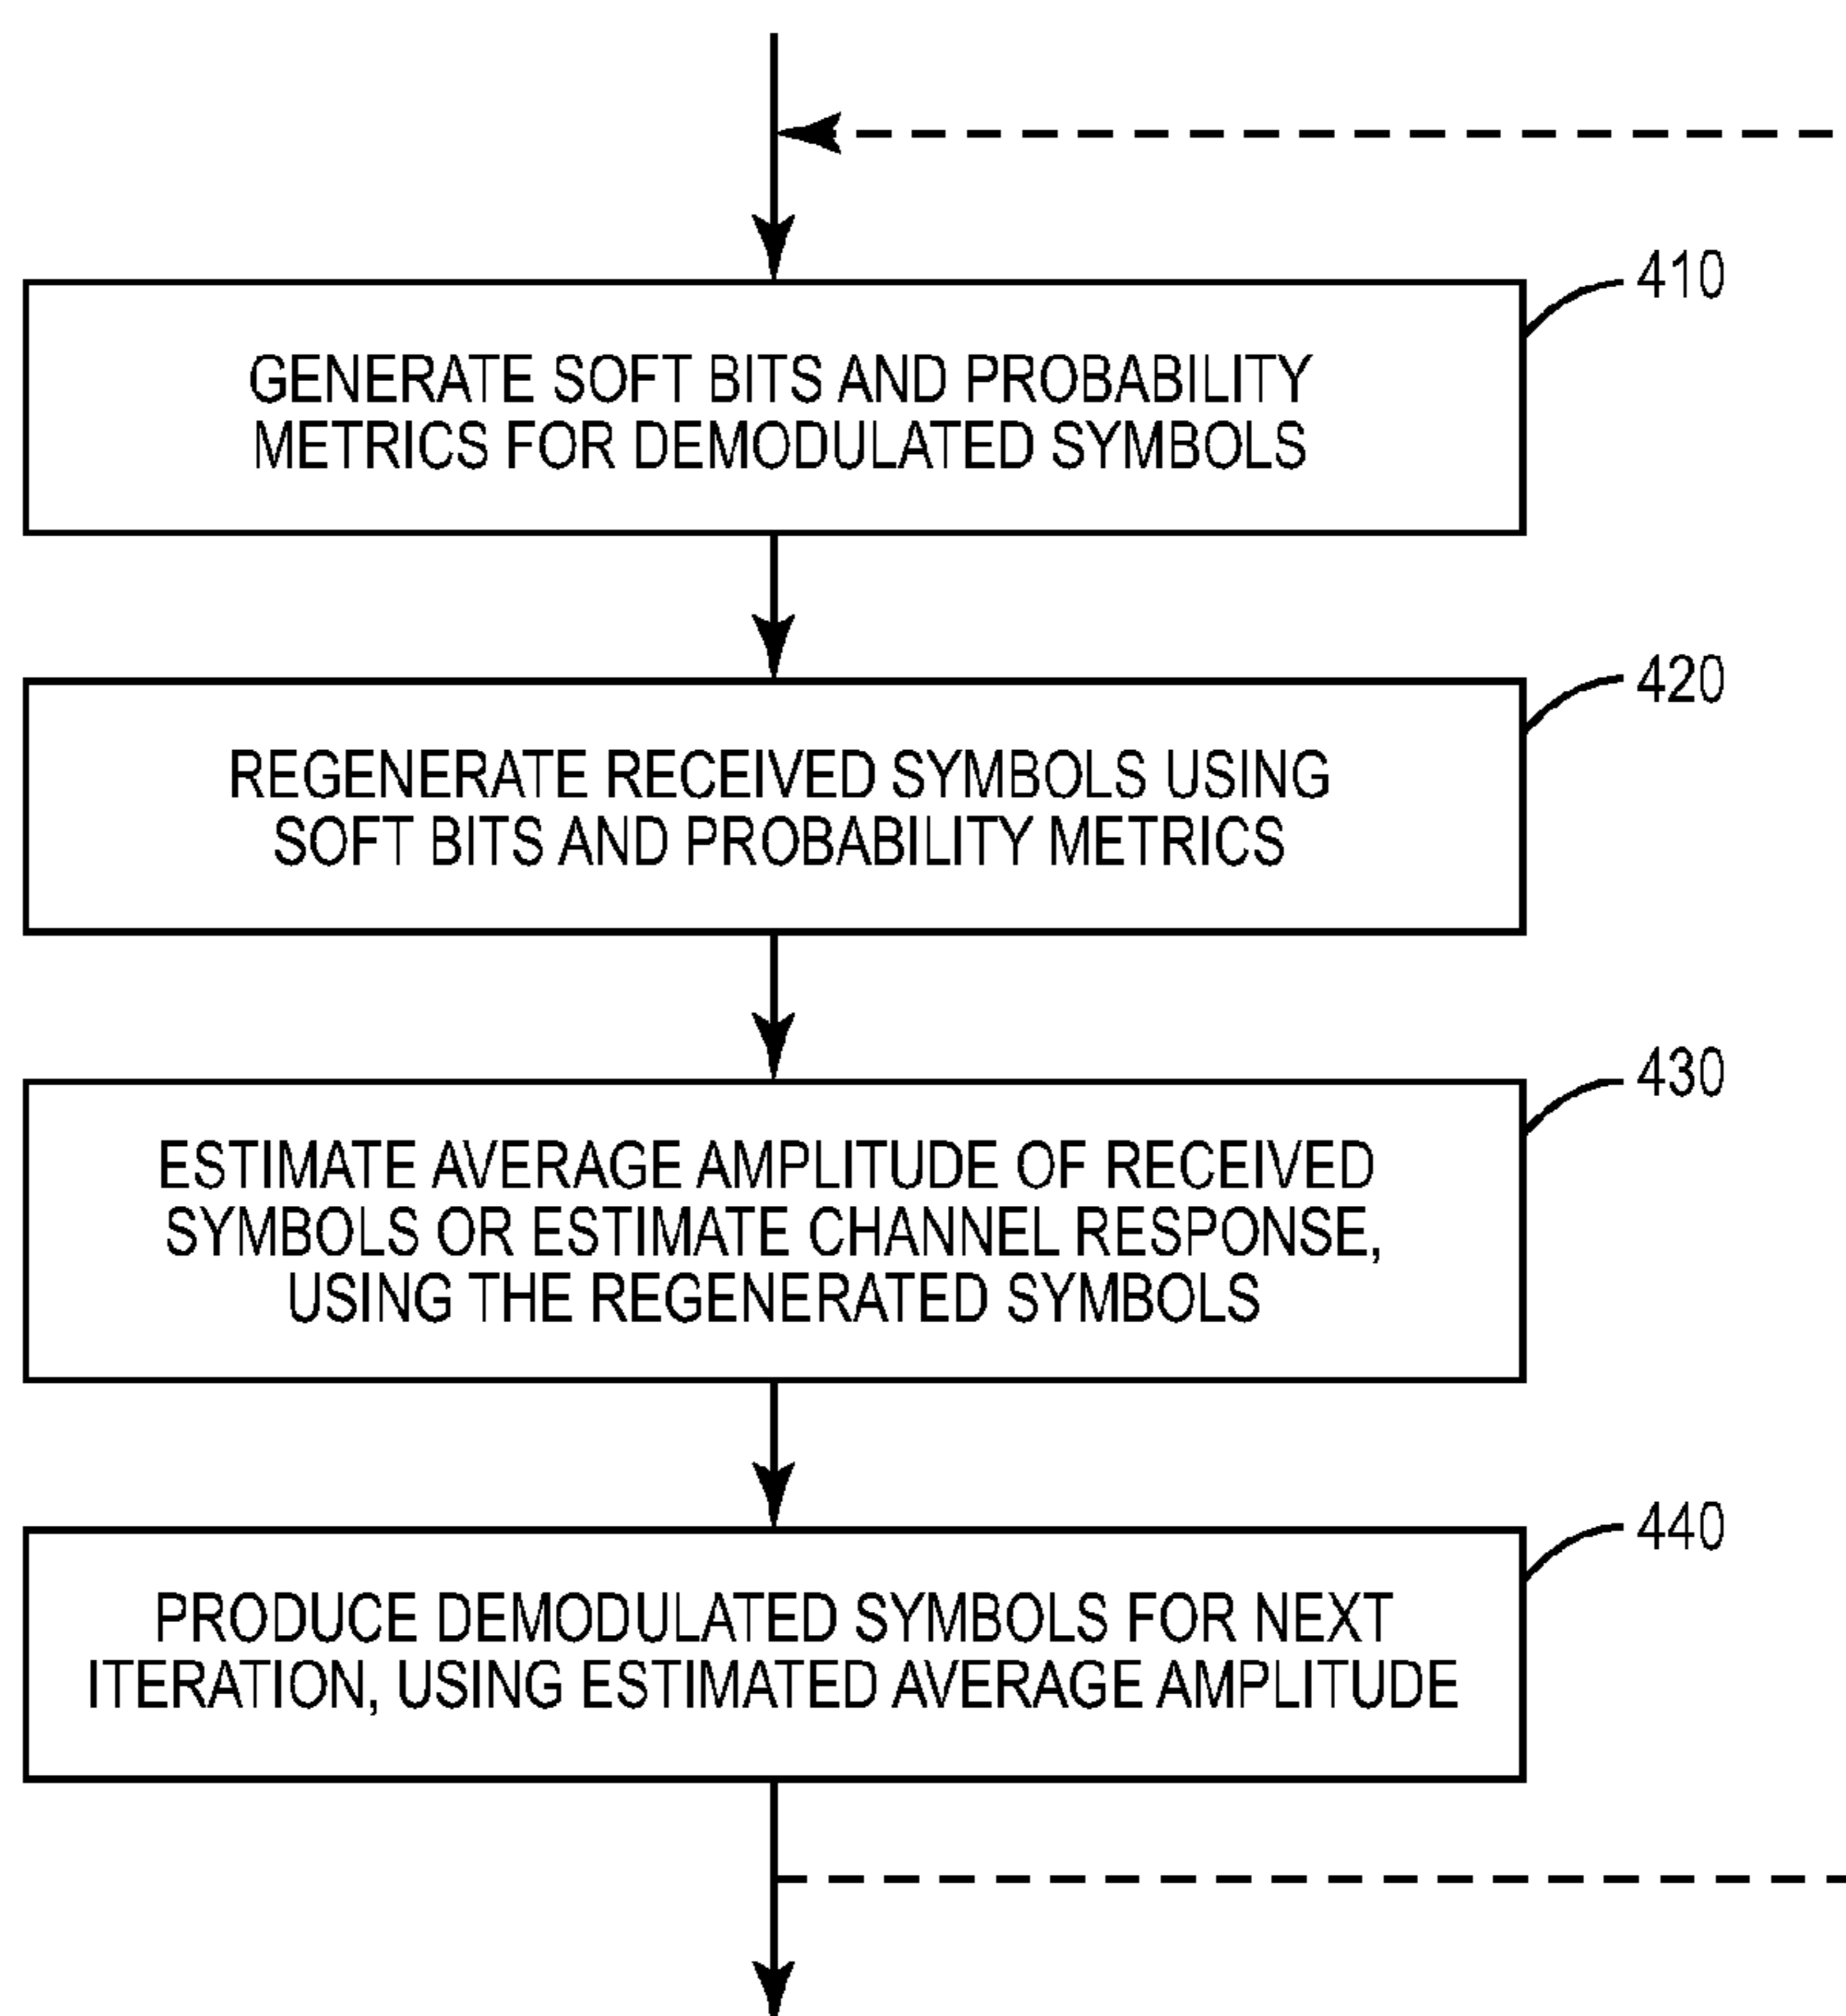 410
GENERATE SOFT BITS AND PROBABILITY
METRICS FOR DEMODULATED SYMBOLS
420
REGENERATE RECEIVED SYMBOLS USING
SOFT BITS AND PROBABILITY METRICS
430
ESTIMATE AVERAGE AMPLITUDE OF RECEIVED
SYMBOLS OR ESTIMATE CHANNEL RESPONSE,
USING THE REGENERATED SYMBOLS
440
PRODUCE DEMODULATED SYMBOLS FOR NEXT
ITERATION, USING ESTIMATED AVERAGE AMPLITUDE